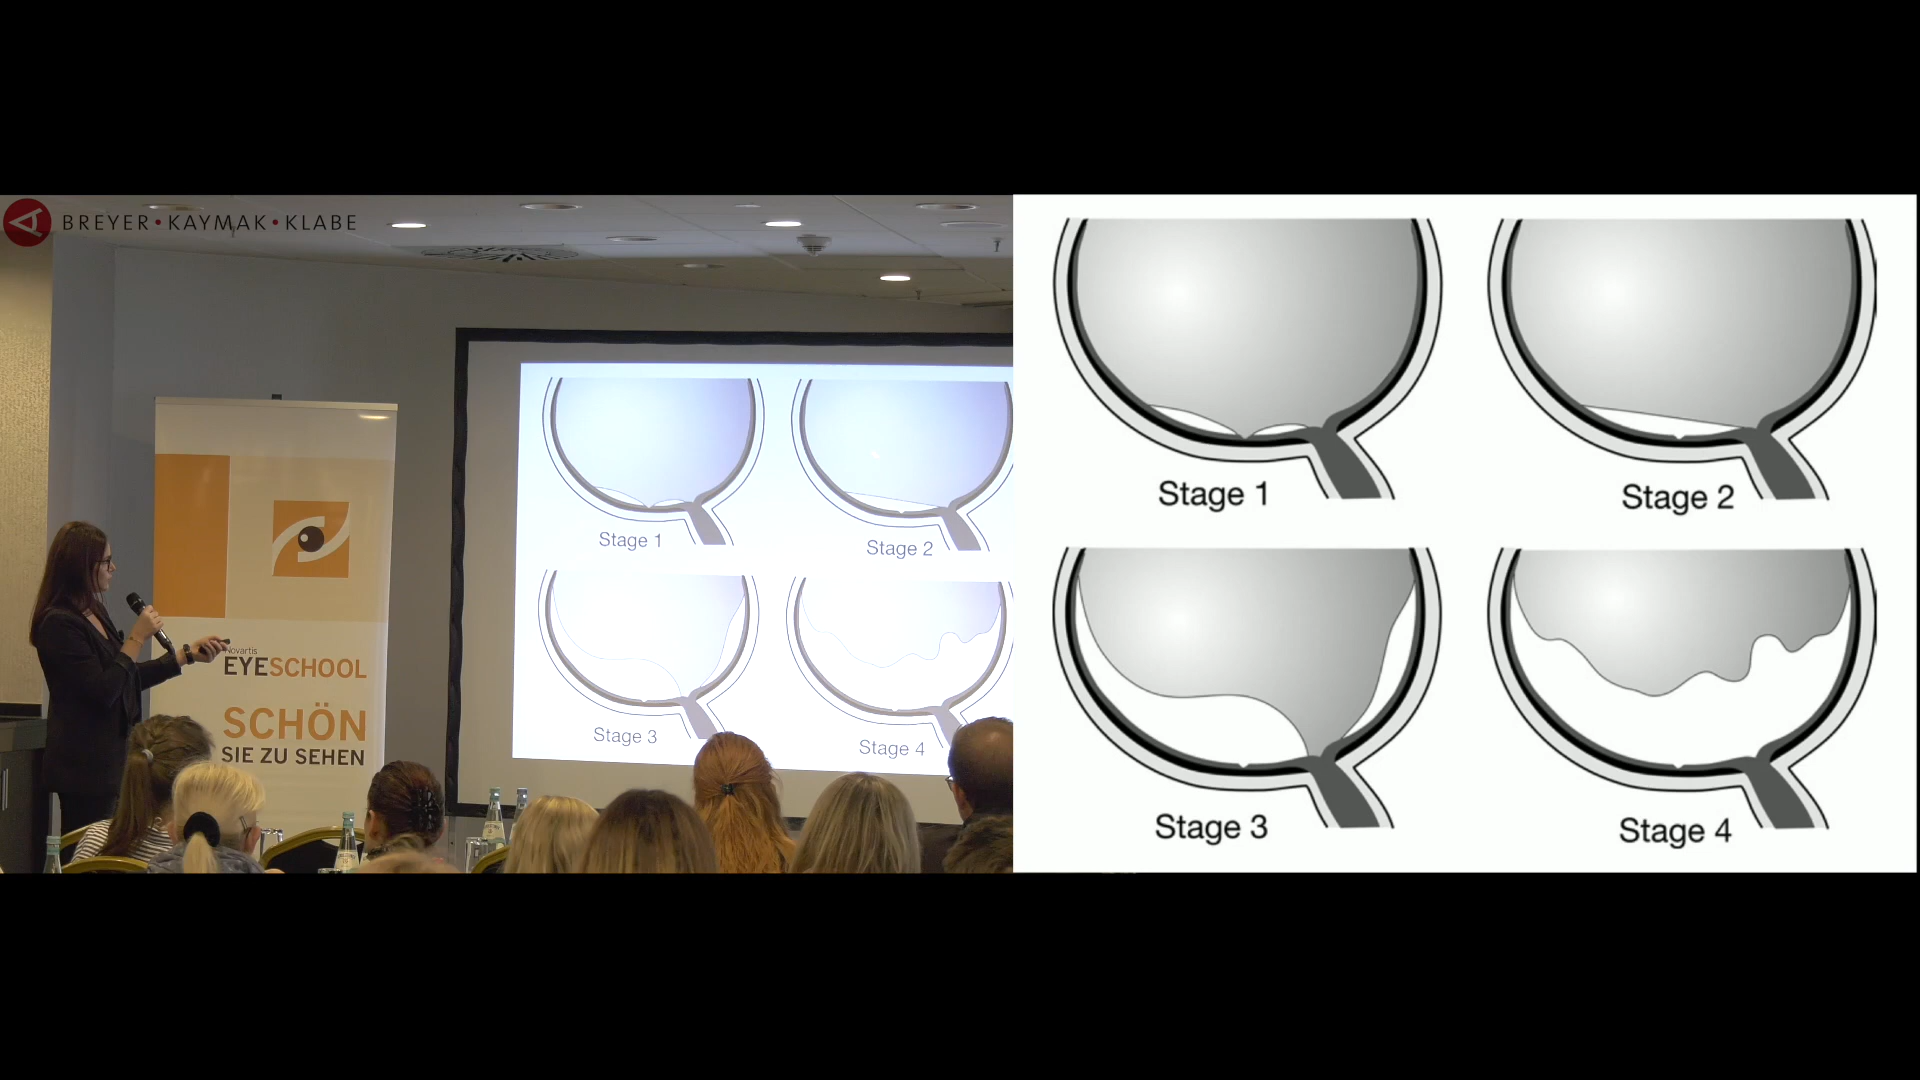 BREYER•KAYMAK•KLABE
Novartis
EYESCHOOL
SCHÖN
SIE ZU SEHEN
Stage 1
Stage 2
Stage 3
Stage 4
Stage 1
Stage 2
Stage 3
Stage 4